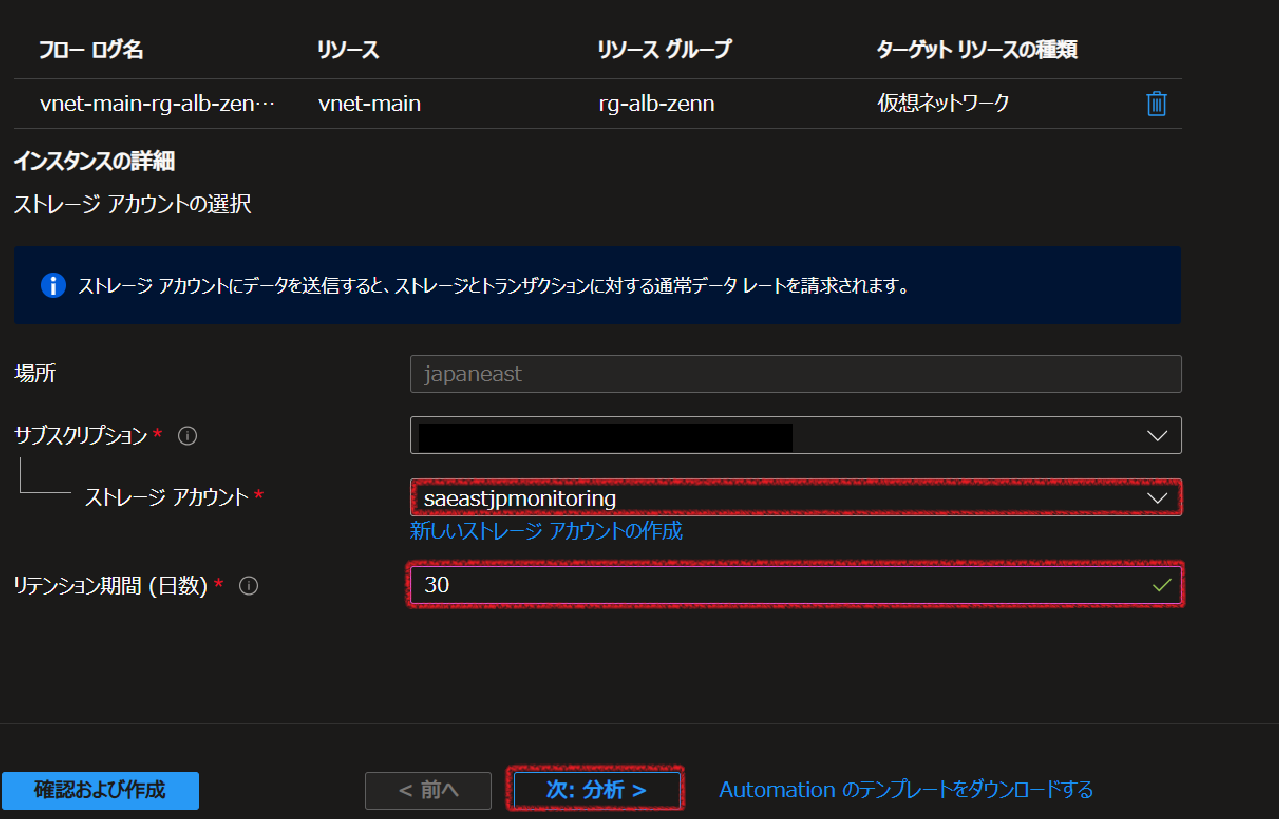 フロー ログ名 リソース リソース グループ ターゲット リソースの種類
vnet-main-rg-alb-zen… vnet-main rg-alb-zenn 仮想ネットワーク
インスタンスの詳細
ストレージ アカウントの選択
ストレージ アカウントにデータを送信すると、ストレージとトランザクションに対する通常データ レートを請求されます。
場所 japaneast
サブスクリプション *
ストレージ アカウント * saeastjpmonitoring
新しいストレージ アカウントの作成
リテンション期間 (日数) * 30
確認および作成 < 前へ 次: 分析 > Automation のテンプレートをダウンロードする